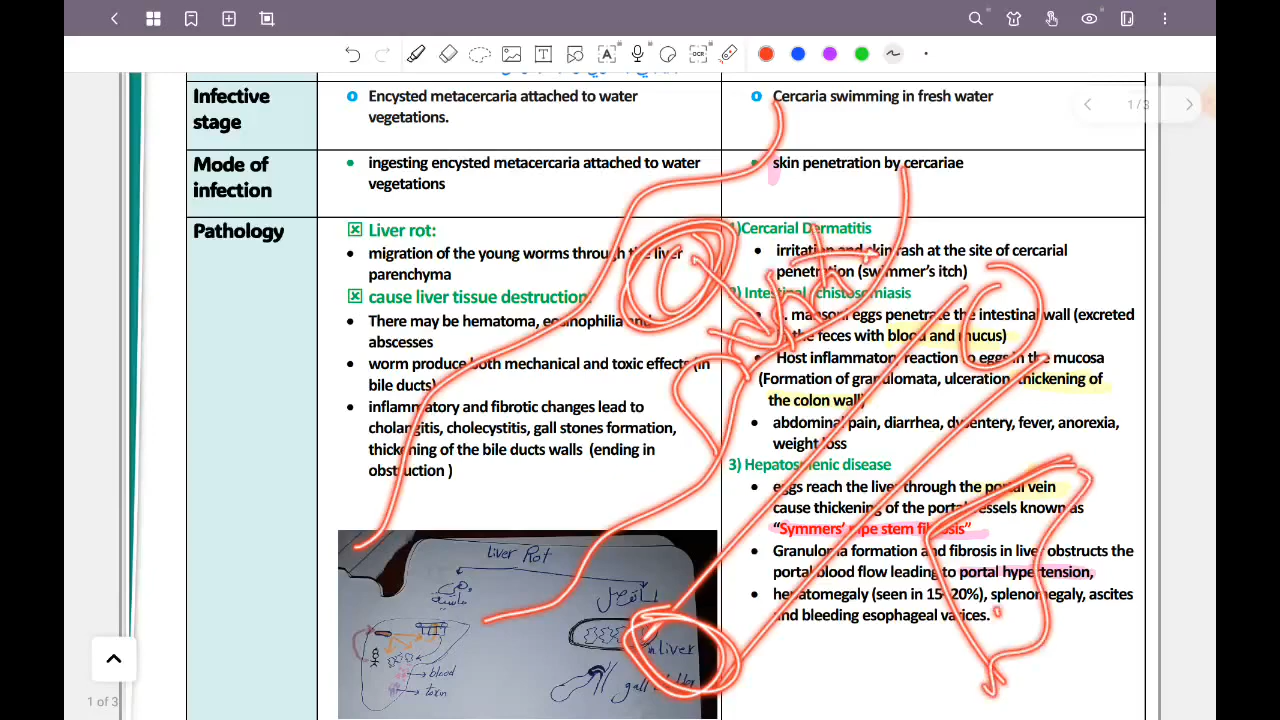 1/3
Infective
stage
Encysted metacercaria attached to water
vegetations.
Cercaria swimming in fresh water
Mode of
infection
ingesting encysted metacercaria attached to water
vegetations
skin penetration by cercariae
Pathology
Liver rot:
migration of the young worms through the liver
parenchyma
cause liver tissue destruction:
There may be hematoma, eosinophilia and
abscesses
worm produce both mechanical and toxic effects (in
bile ducts)
inflammatory and fibrotic changes lead to
cholangitis, cholecystitis, gall stones formation,
thickening of the bile ducts walls (ending in
obstruction )
1)Cercarial Dermatitis
irritation and skin rash at the site of cercarial
penetration (swimmer's itch)
2) Intestinal schistosomiasis
S. mansoni eggs penetrate the intestinal wall (excreted
in the feces with blood and mucus)
Host inflammatory reaction to eggs in the mucosa
(Formation of granulomata, ulceration, thickening of
the colon wall)
abdominal pain, diarrhea, dysentery, fever, anorexia,
weight loss
3) Hepatosplenic disease
eggs reach the liver through the portal vein
cause thickening of the portal vessels known as
“Symmers’ pipe stem fibrosis”
Granuloma formation and fibrosis in liver obstructs the
portal blood flow leading to portal hypertension,
hepatomegaly (seen in 15-20%), splenomegaly, ascites
and bleeding esophageal varices.
Liver Rot
in Liver
blood
toxin
gall bladder
1 of 3